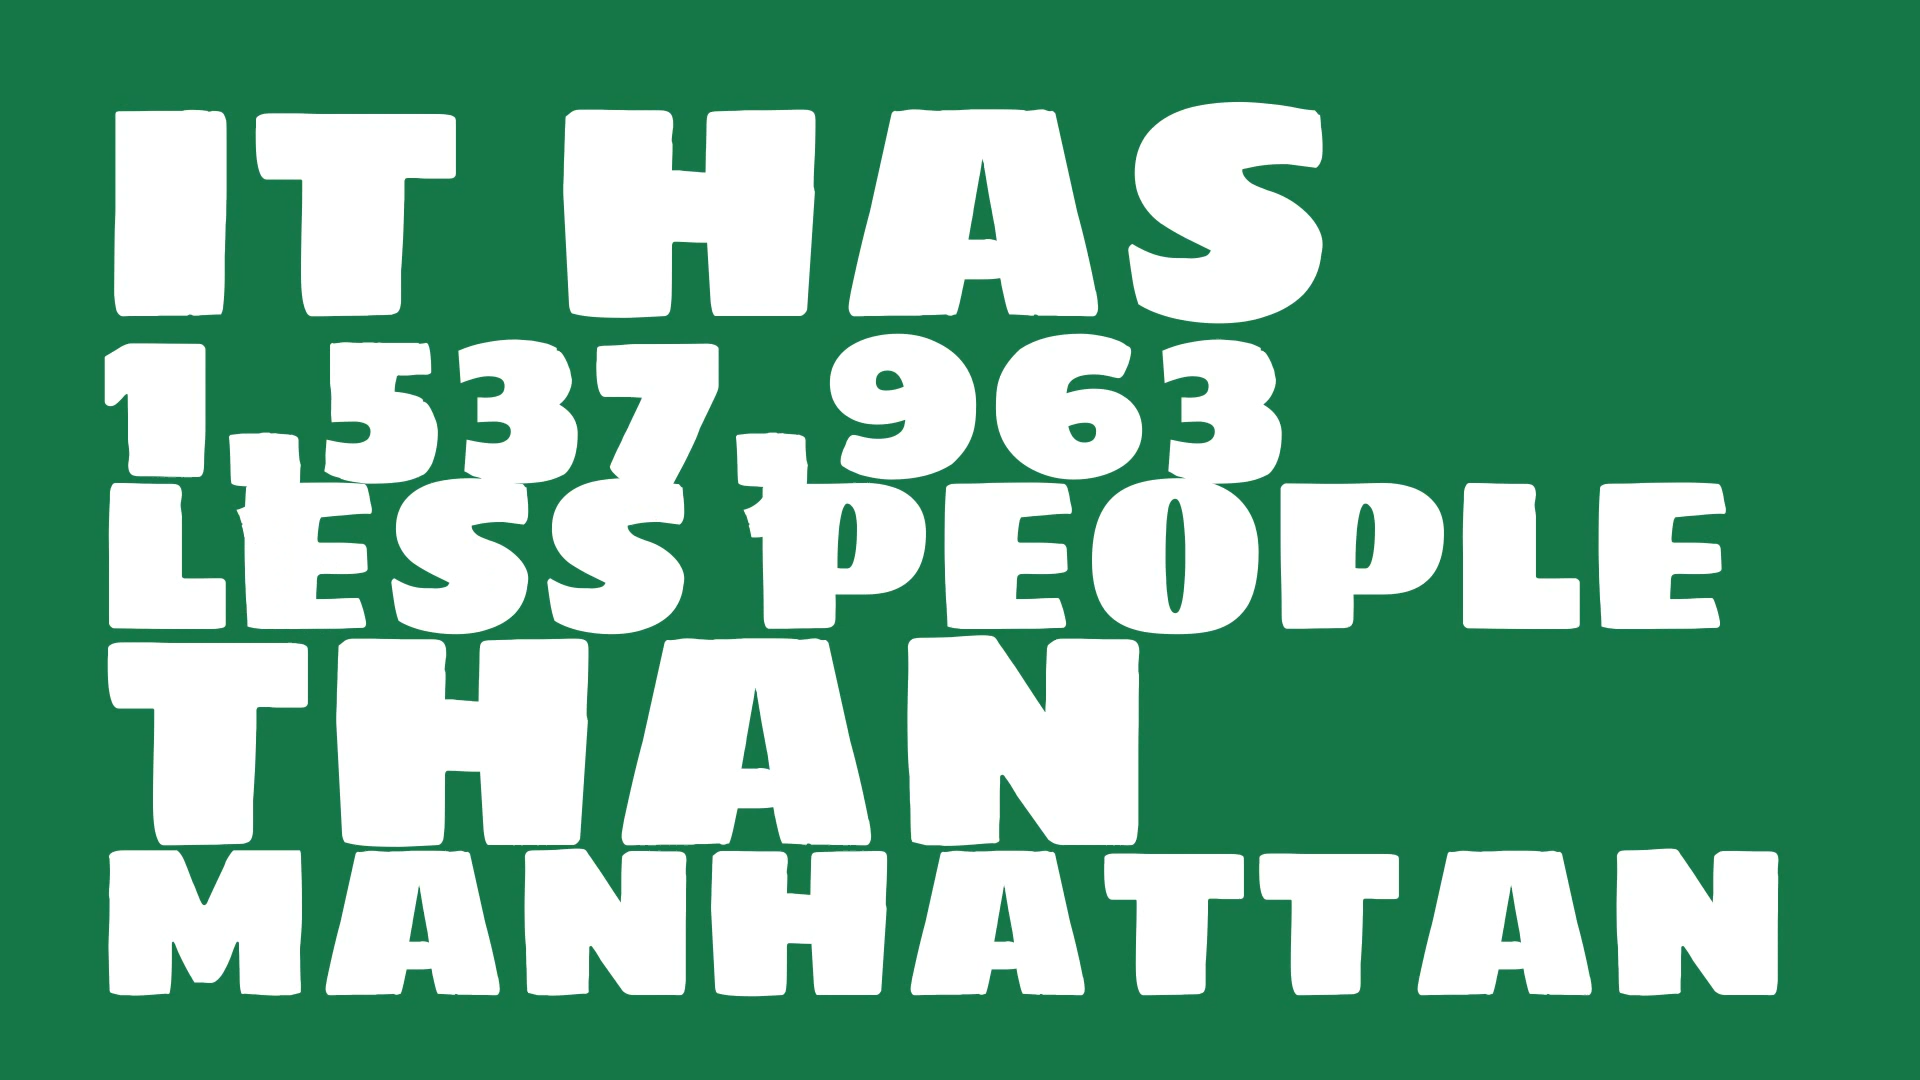 IT HAS
1,537,963
LESS PEOPLE
THAN
MANHATTAN